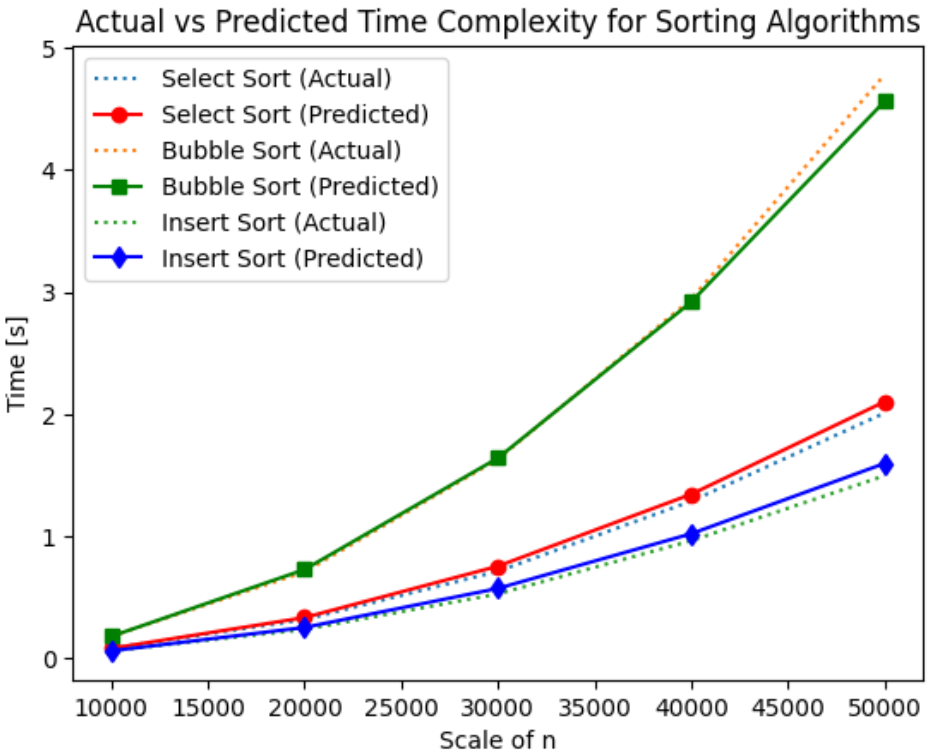 Actual vs Predicted Time Complexity for Sorting Algorithms
5
4
3
2
1
0
Time [s]
Select Sort (Actual)
Select Sort (Predicted)
Bubble Sort (Actual)
Bubble Sort (Predicted)
Insert Sort (Actual)
Insert Sort (Predicted)
10000 15000 20000 25000 30000 35000 40000 45000 50000
Scale of n